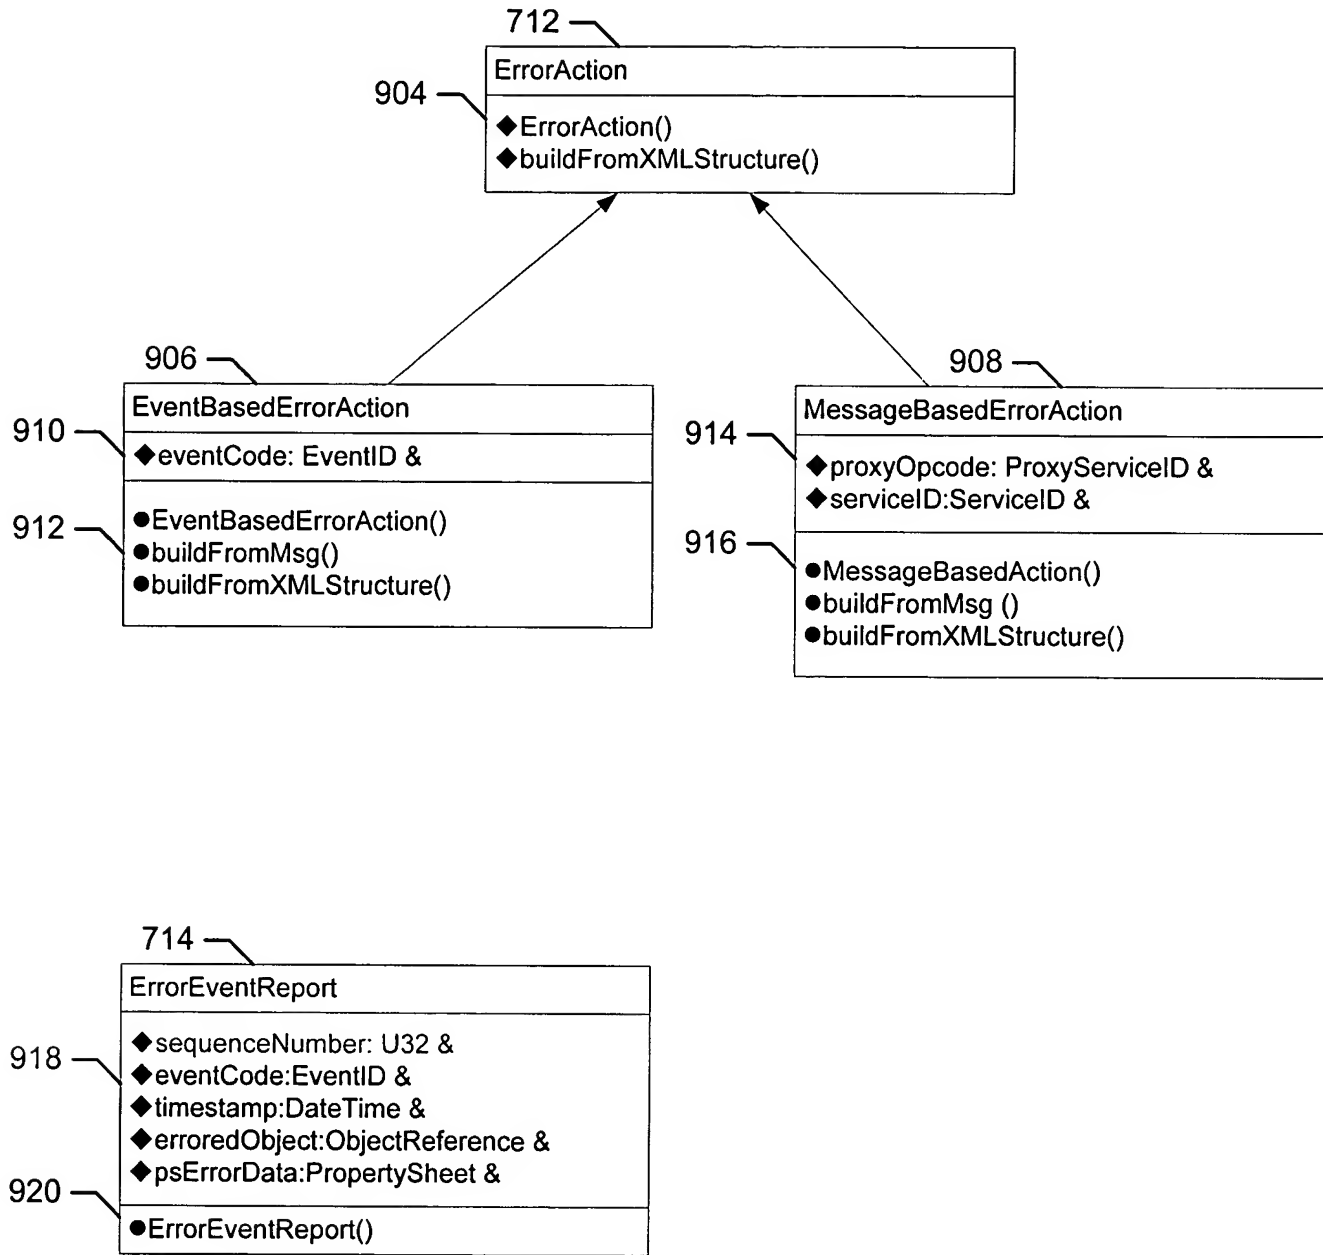 712
ErrorAction
904
◆ErrorAction()
◆buildFromXMLStructure()
906
EventBasedErrorAction
910
◆eventCode: EventID &
912
●EventBasedErrorAction()
●buildFromMsg()
●buildFromXMLStructure()
908
MessageBasedErrorAction
914
◆proxyOpcode: ProxyServiceID &
◆serviceID:ServiceID &
916
●MessageBasedAction()
●buildFromMsg ()
●buildFromXMLStructure()
714
ErrorEventReport
918
◆sequenceNumber: U32 &
◆eventCode:EventID &
◆timestamp:DateTime &
◆erroredObject:ObjectReference &
◆psErrorData:PropertySheet &
920
●ErrorEventReport()